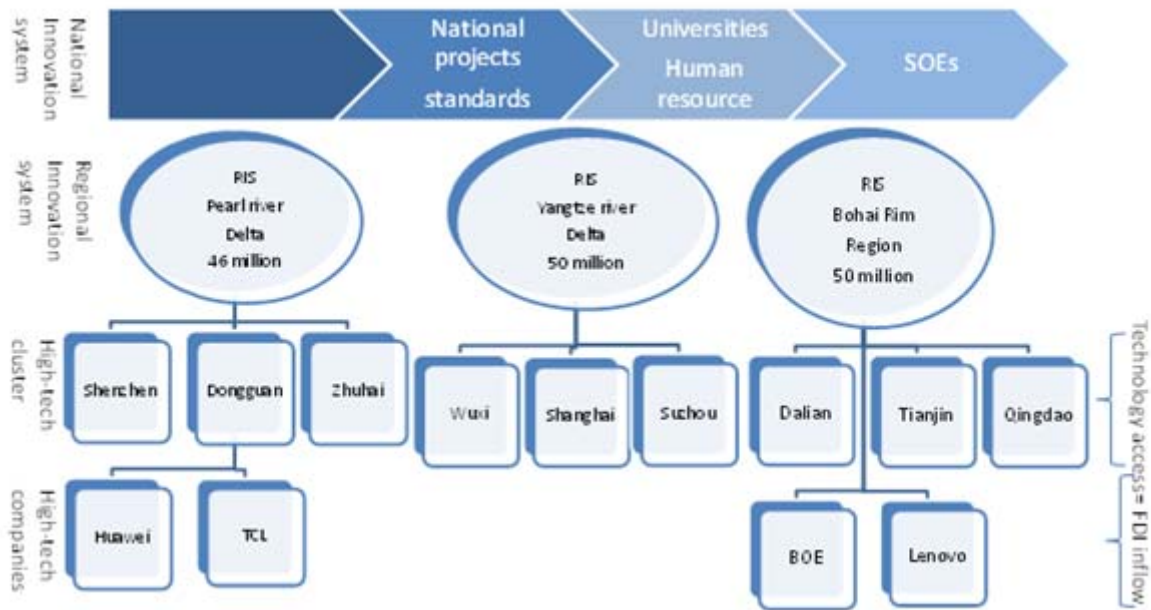 National
Innovation
system
National
projects
standards
Universities
Human
resource
SOEs
Regional
Innovation
system
RIS
Pearl river
Delta
46 million
RIS
Yangtze river
Delta
50 million
RIS
Bohai Rim
Region
50 million
High-tech
cluster
Shenzhen
Dongguan
Zhuhai
Wuxi
Shanghai
Suzhou
Dalian
Tianjin
Qingdao
High-tech
companies
Huawei
TCL
BOE
Lenovo
Technology access= FDI inflow